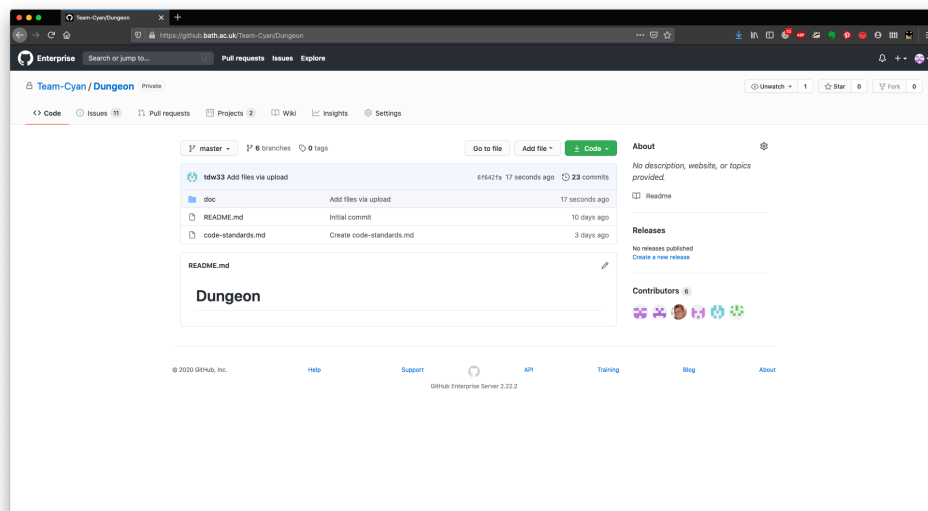 Team-Cyan/Dungeon
https://github.bath.ac.uk/Team-Cyan/Dungeon
Enterprise Search or jump to... / Pull requests Issues Explore
Team-Cyan / Dungeon Private Unwatch 1 Star 0 Fork 0
Code Issues 11 Pull requests Projects 2 Wiki Insights Settings
master 6 branches 0 tags Go to file Add file Code
tdw33 Add files via upload 6f642fa 17 seconds ago 23 commits
doc Add files via upload 17 seconds ago
README.md Initial commit 10 days ago
code-standards.md Create code-standards.md 3 days ago
README.md
Dungeon
About
No description, website, or topics
provided.
Readme
Releases
No releases published
Create a new release
Contributors 6
© 2020 GitHub, Inc. Help Support API Training Blog About
GitHub Enterprise Server 2.22.2